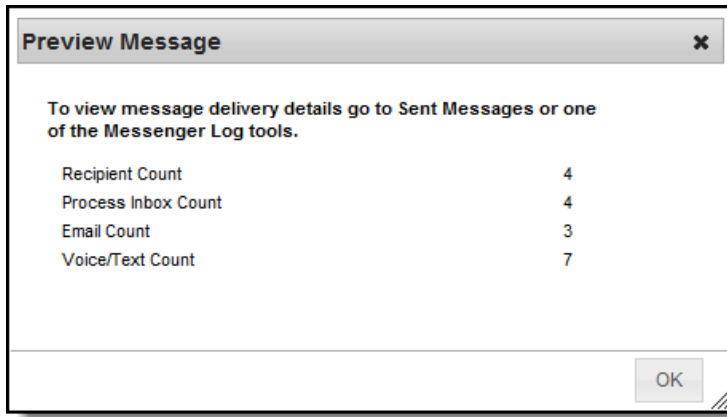 Preview Message
To view message delivery details go to Sent Messages or one
of the Messenger Log tools.
Recipient Count 4
Process Inbox Count 4
Email Count 3
Voice/Text Count 7
OK